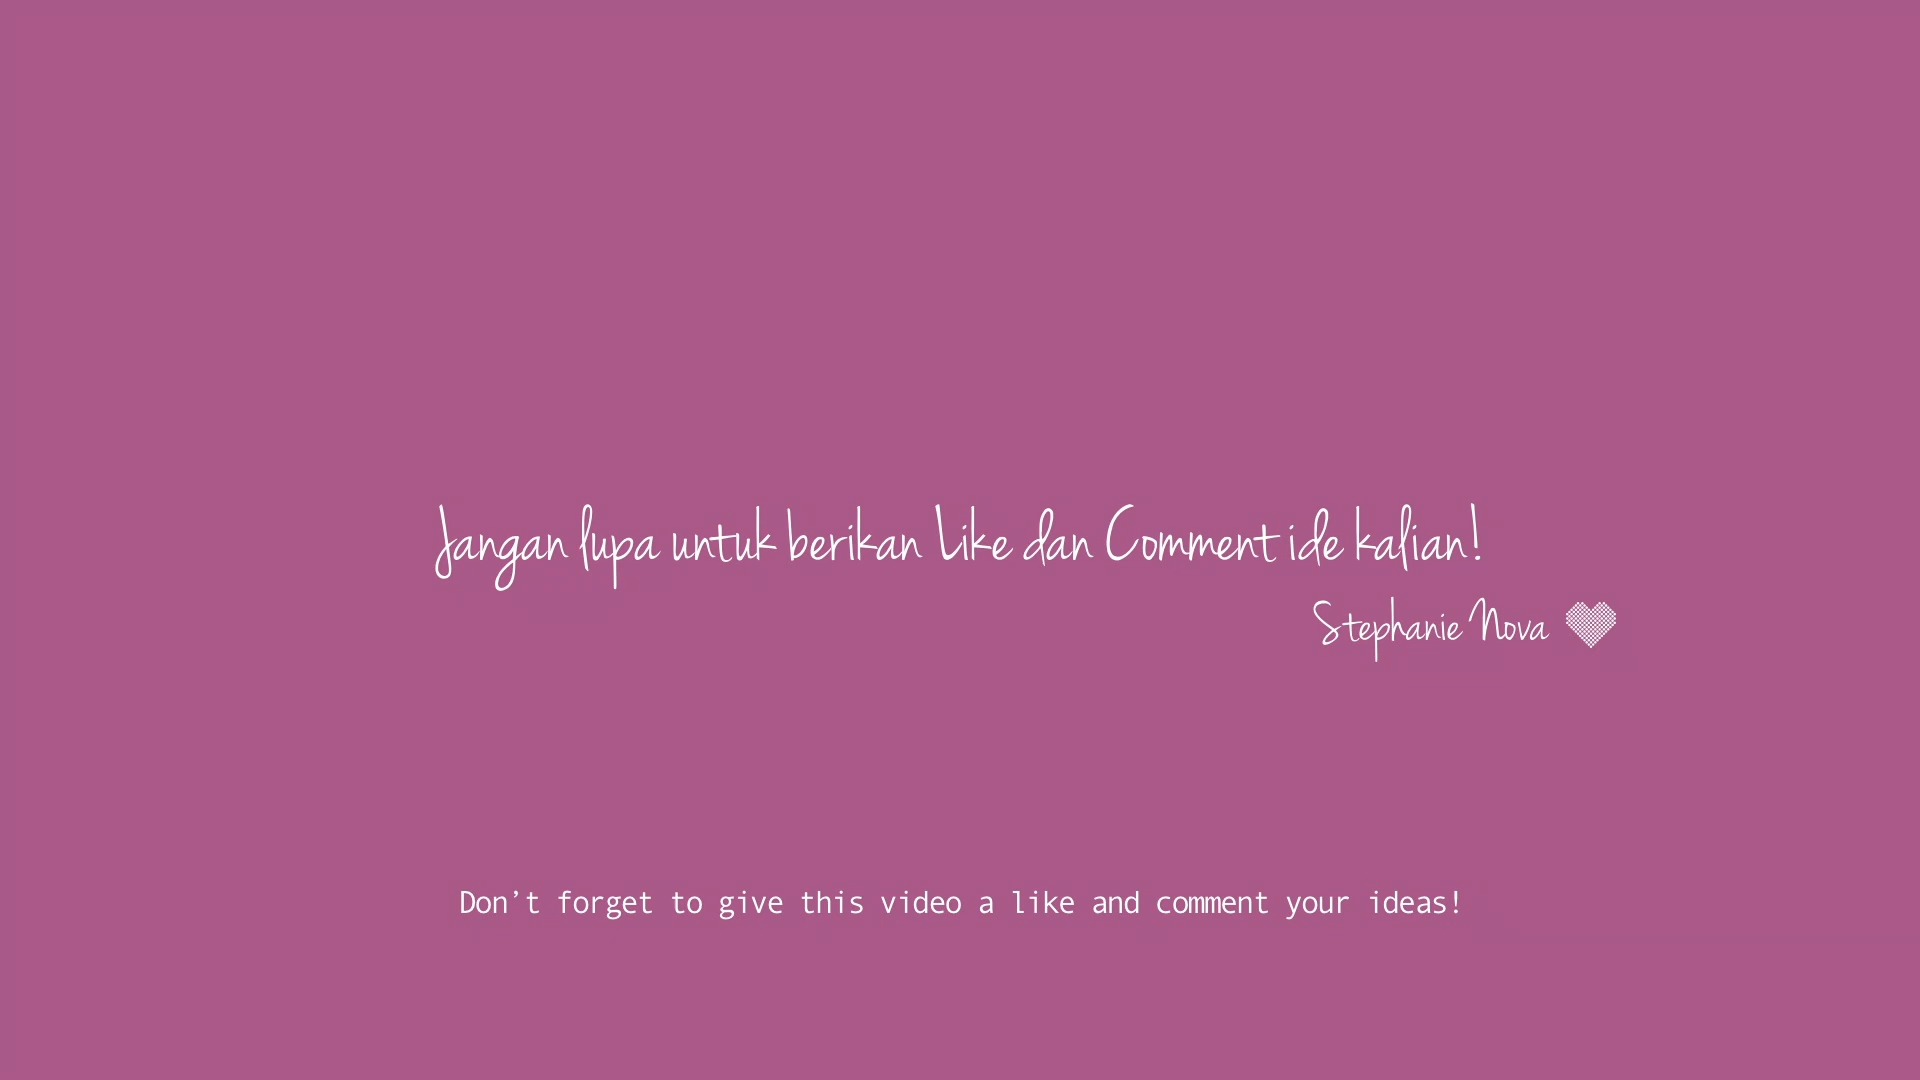 Jangan lupa untuk berikan Like dan Comment ide kalian!
Stephanie Nova
Don't forget to give this video a like and comment your ideas!